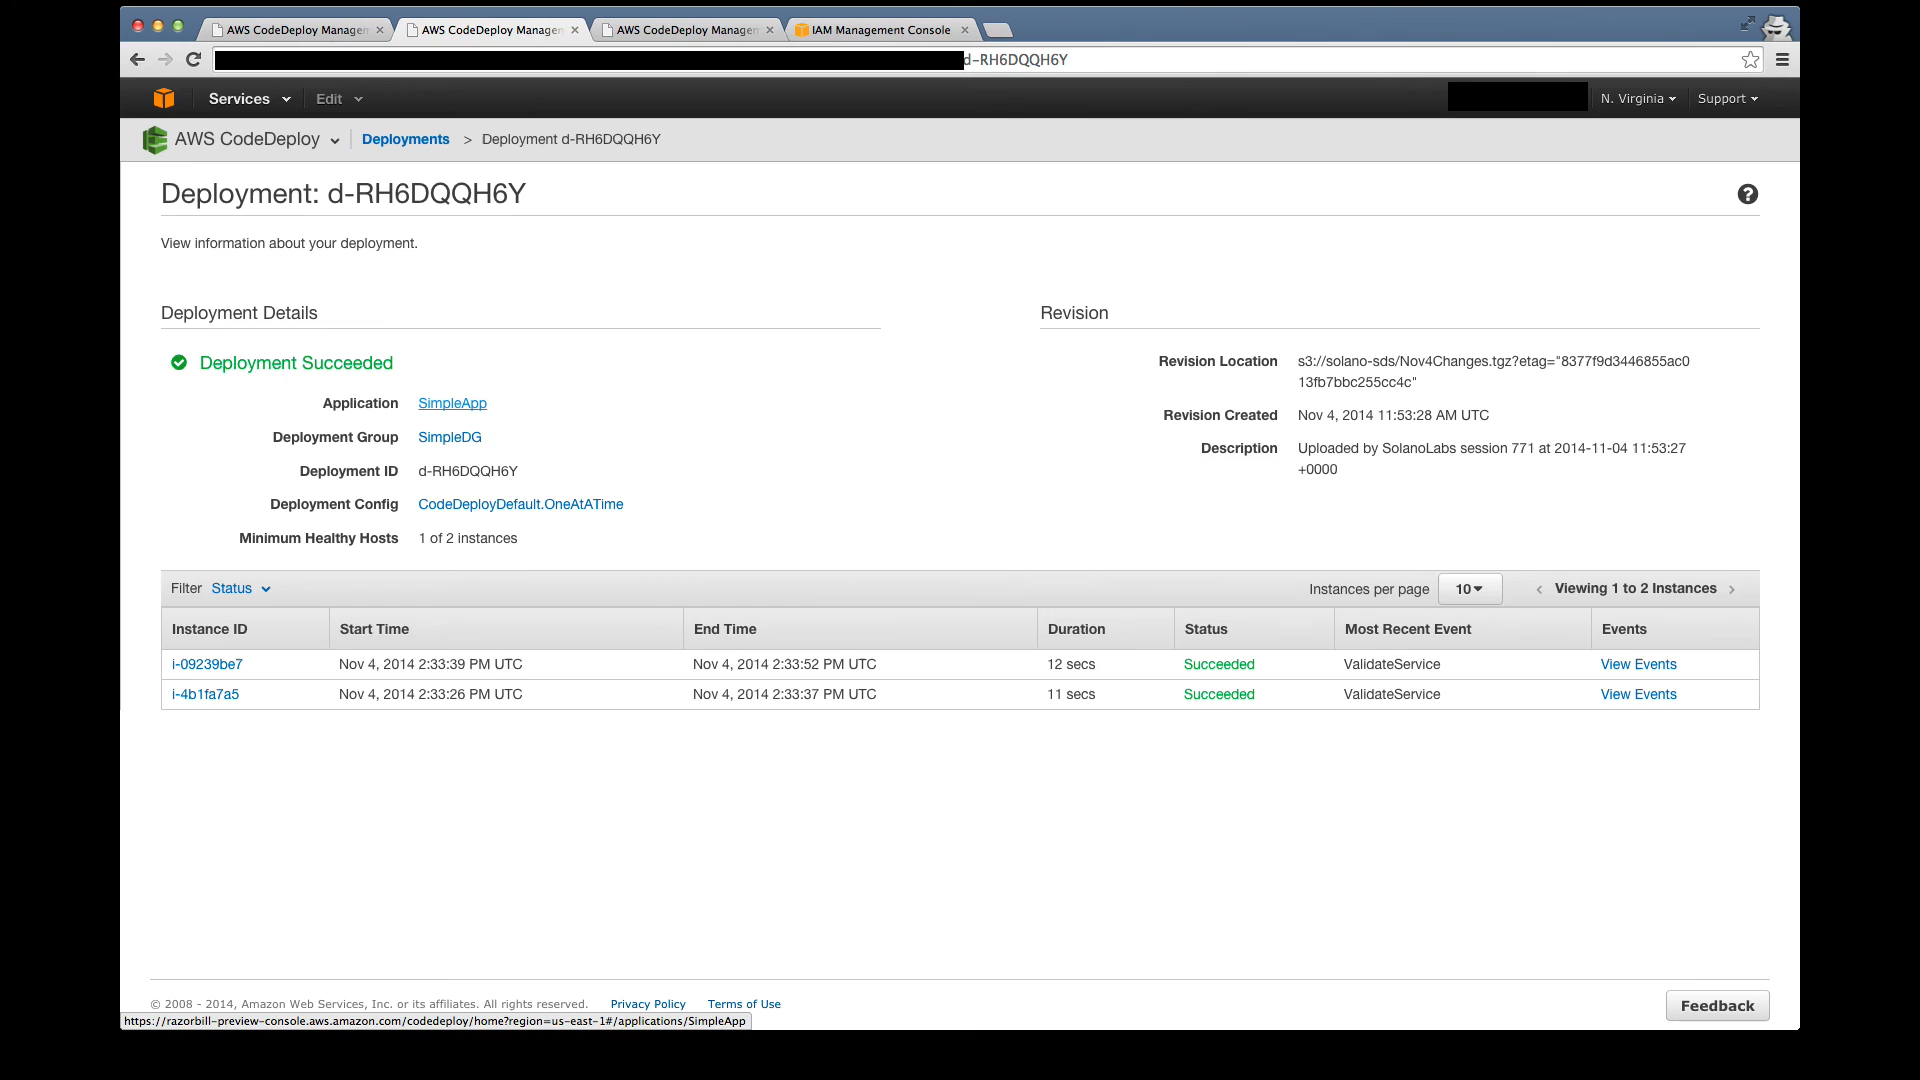 AWS CodeDeploy Managem
AWS CodeDeploy Managem
AWS CodeDeploy Managem
IAM Management Console
d-RH6DQQH6Y
Services Edit N. Virginia Support
AWS CodeDeploy Deployments > Deployment d-RH6DQQH6Y
Deployment: d-RH6DQQH6Y
View information about your deployment.
Deployment Details
Deployment Succeeded
Application SimpleApp
Deployment Group SimpleDG
Deployment ID d-RH6DQQH6Y
Deployment Config CodeDeployDefault.OneAtATime
Minimum Healthy Hosts 1 of 2 instances
Revision
Revision Location s3://solano-sds/Nov4Changes.tgz?etag="8377f9d3446855ac0
13fb7bbc255cc4c"
Revision Created Nov 4, 2014 11:53:28 AM UTC
Description Uploaded by SolanoLabs session 771 at 2014-11-04 11:53:27
+0000
Filter Status Instances per page 10 < Viewing 1 to 2 Instances >
Instance ID Start Time End Time Duration Status Most Recent Event Events
i-09239be7 Nov 4, 2014 2:33:39 PM UTC Nov 4, 2014 2:33:52 PM UTC 12 secs Succeeded ValidateService View Events
i-4b1fa7a5 Nov 4, 2014 2:33:26 PM UTC Nov 4, 2014 2:33:37 PM UTC 11 secs Succeeded ValidateService View Events
© 2008 - 2014, Amazon Web Services, Inc. or its affiliates. All rights reserved. Privacy Policy Terms of Use
Feedback
https://razorbill-preview-console.aws.amazon.com/codedeploy/home?region=us-east-1#/applications/SimpleApp